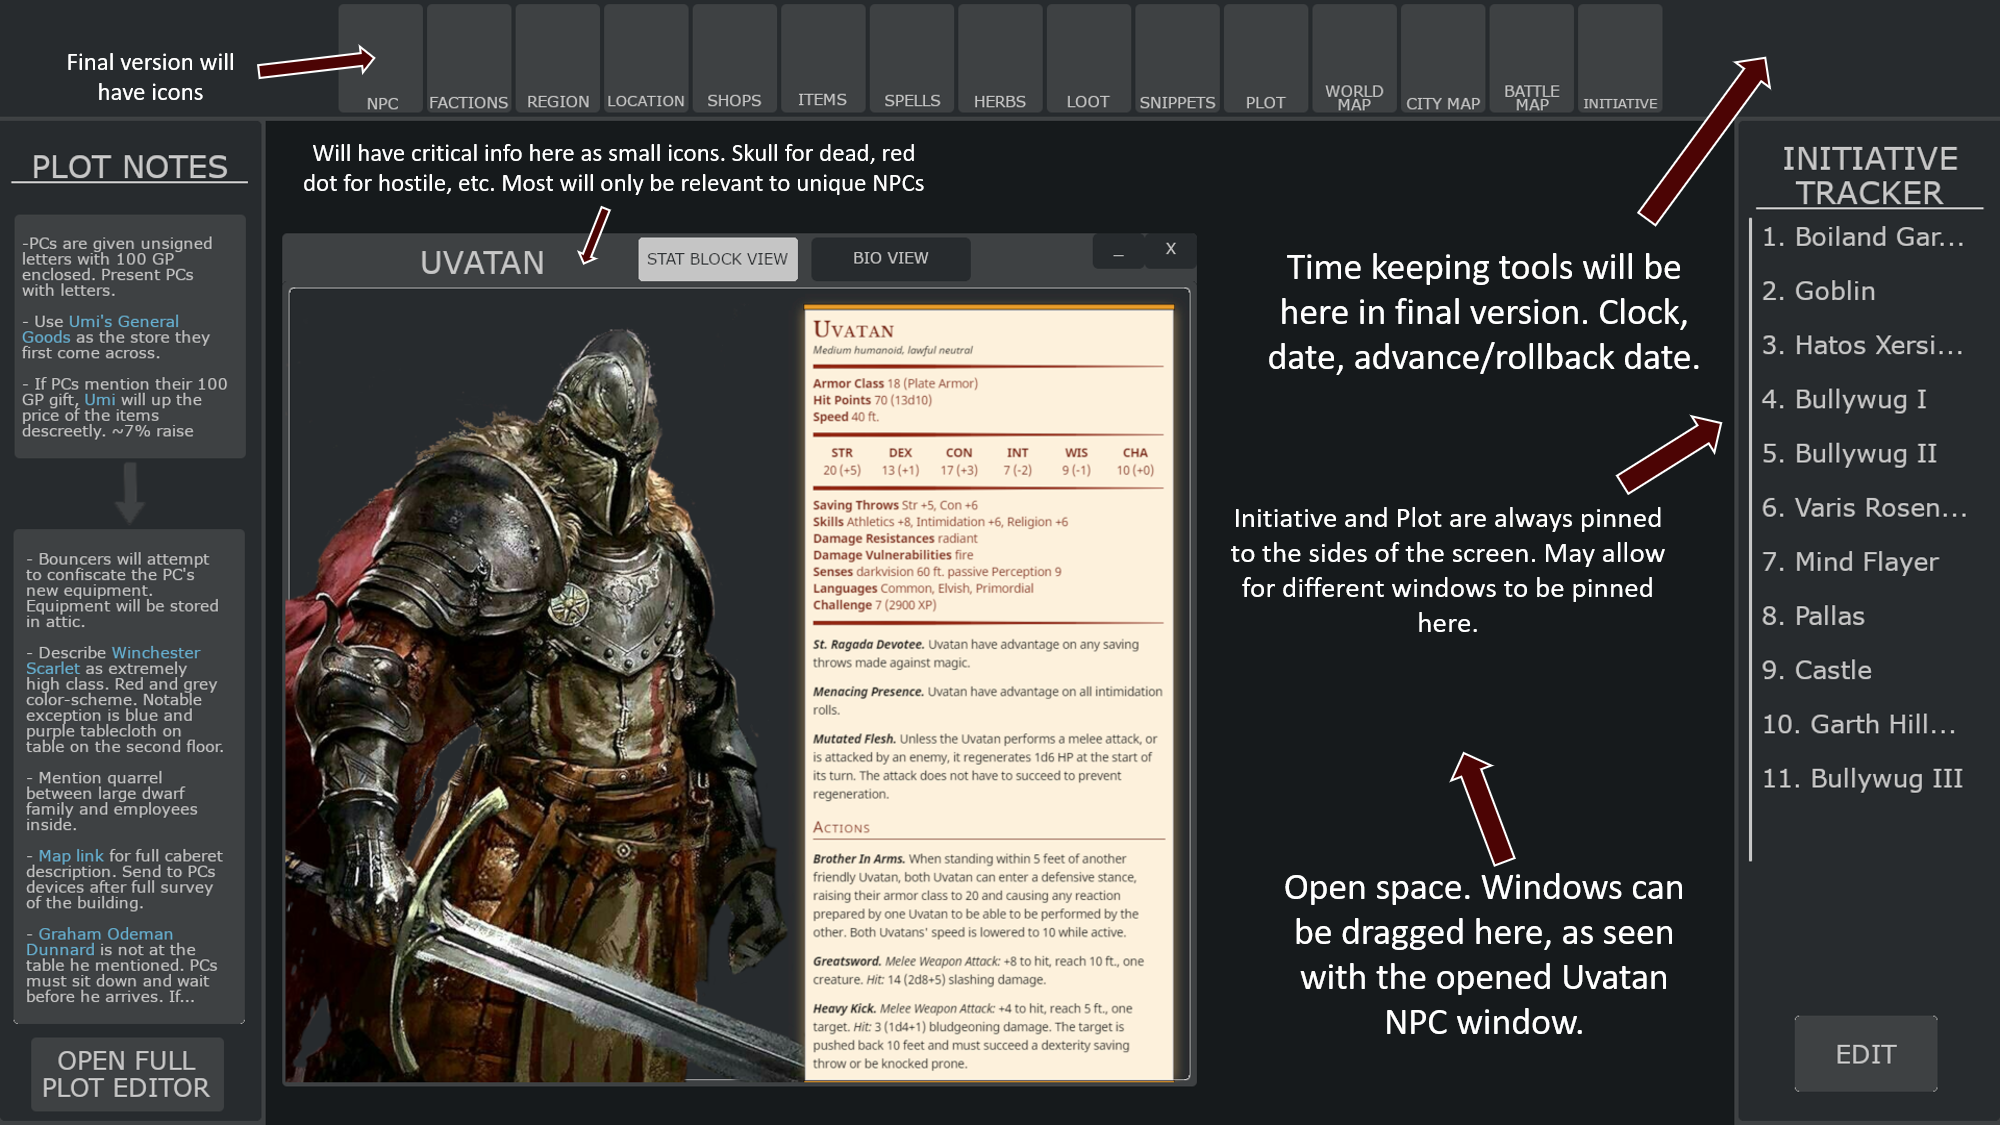 Final version will
have icons
NPC
FACTIONS
REGION
LOCATION
SHOPS
ITEMS
SPELLS
HERBS
LOOT
SNIPPETS
PLOT
WORLD
MAP
CITY MAP
BATTLE
MAP
INITIATIVE
PLOT NOTES
-PCs are given unsigned
letters with 100 GP
enclosed. Present PCs
with letters.
- Use Umi's General
Goods as the store they
first come across.
- If PCs mention their 100
GP gift, Umi will up the
price of the items
descreetly. ~7% raise
- Bouncers will attempt
to confiscate the PC's
new equipment.
Equipment will be stored
in attic.
- Describe Winchester
Scarlet as extremely
high class. Red and grey
color-scheme. Notable
exception is blue and
purple tablecloth on
table on the second floor.
- Mention quarrel
between large dwarf
family and employees
inside.
- Map link for full caberet
description. Send to PCs
devices after full survey
of the building.
- Graham Odeman
Dunnard is not at the
table he mentioned. PCs
must sit down and wait
before he arrives. If...
OPEN FULL
PLOT EDITOR
Will have critical info here as small icons. Skull for dead, red
dot for hostile, etc. Most will only be relevant to unique NPCs
UVATAN
STAT BLOCK VIEW
BIO VIEW
_
X
UVATAN
Medium humanoid, lawful neutral
Armor Class 18 (Plate Armor)
Hit Points 70 (13d10)
Speed 40 ft.
STR DEX CON INT WIS CHA
20 (+5) 13 (+1) 17 (+3) 7 (-2) 9 (-1) 10 (+0)
Saving Throws Str +5, Con +6
Skills Athletics +8, Intimidation +6, Religion +6
Damage Resistances radiant
Damage Vulnerabilities fire
Senses darkvision 60 ft. passive Perception 9
Languages Common, Elvish, Primordial
Challenge 7 (2900 XP)
St. Ragada Devotee. Uvatan have advantage on any saving
throws made against magic.
Menacing Presence. Uvatan have advantage on all intimidation
rolls.
Mutated Flesh. Unless the Uvatan performs a melee attack, or
is attacked by an enemy, it regenerates 1d6 HP at the start of
its turn. The attack does not have to succeed to prevent
regeneration.
ACTIONS
Brother In Arms. When standing within 5 feet of another
friendly Uvatan, both Uvatan can enter a defensive stance,
raising their armor class to 20 and causing any reaction
prepared by one Uvatan to be able to be performed by the
other. Both Uvatans' speed is lowered to 10 while active.
Greatsword. Melee Weapon Attack: +8 to hit, reach 10 ft., one
creature. Hit: 14 (2d8+5) slashing damage.
Heavy Kick. Melee Weapon Attack: +4 to hit, reach 5 ft., one
target. Hit: 3 (1d4+1) bludgeoning damage. The target is
pushed back 10 feet and must succeed a dexterity saving
throw or be knocked prone.
Time keeping tools will be
here in final version. Clock,
date, advance/rollback date.
Initiative and Plot are always pinned
to the sides of the screen. May allow
for different windows to be pinned
here.
Open space. Windows can
be dragged here, as seen
with the opened Uvatan
NPC window.
INITIATIVE
TRACKER
1. Boiland Gar...
2. Goblin
3. Hatos Xersi...
4. Bullywug I
5. Bullywug II
6. Varis Rosen...
7. Mind Flayer
8. Pallas
9. Castle
10. Garth Hill...
11. Bullywug III
EDIT